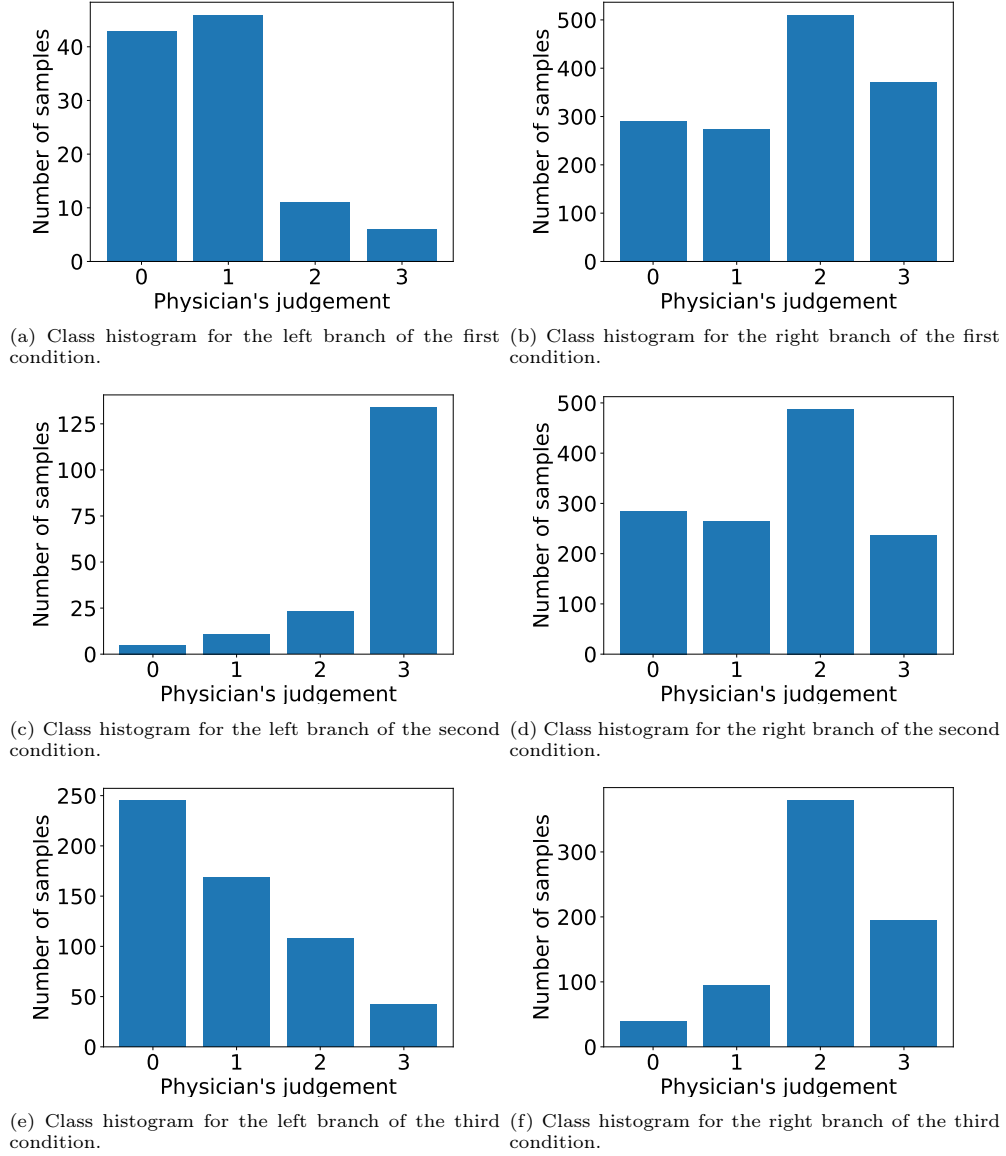 Number of samples
40
30
20
10
0
0 1 2 3
Physician's judgement
(a) Class histogram for the left branch of the first
condition.
Number of samples
500
400
300
200
100
0
0 1 2 3
Physician's judgement
(b) Class histogram for the right branch of the first
condition.
Number of samples
125
100
75
50
25
0
0 1 2 3
Physician's judgement
(c) Class histogram for the left branch of the second
condition.
Number of samples
500
400
300
200
100
0
0 1 2 3
Physician's judgement
(d) Class histogram for the right branch of the second
condition.
Number of samples
250
200
150
100
50
0
0 1 2 3
Physician's judgement
(e) Class histogram for the left branch of the third
condition.
Number of samples
300
200
100
0
0 1 2 3
Physician's judgement
(f) Class histogram for the right branch of the third
condition.